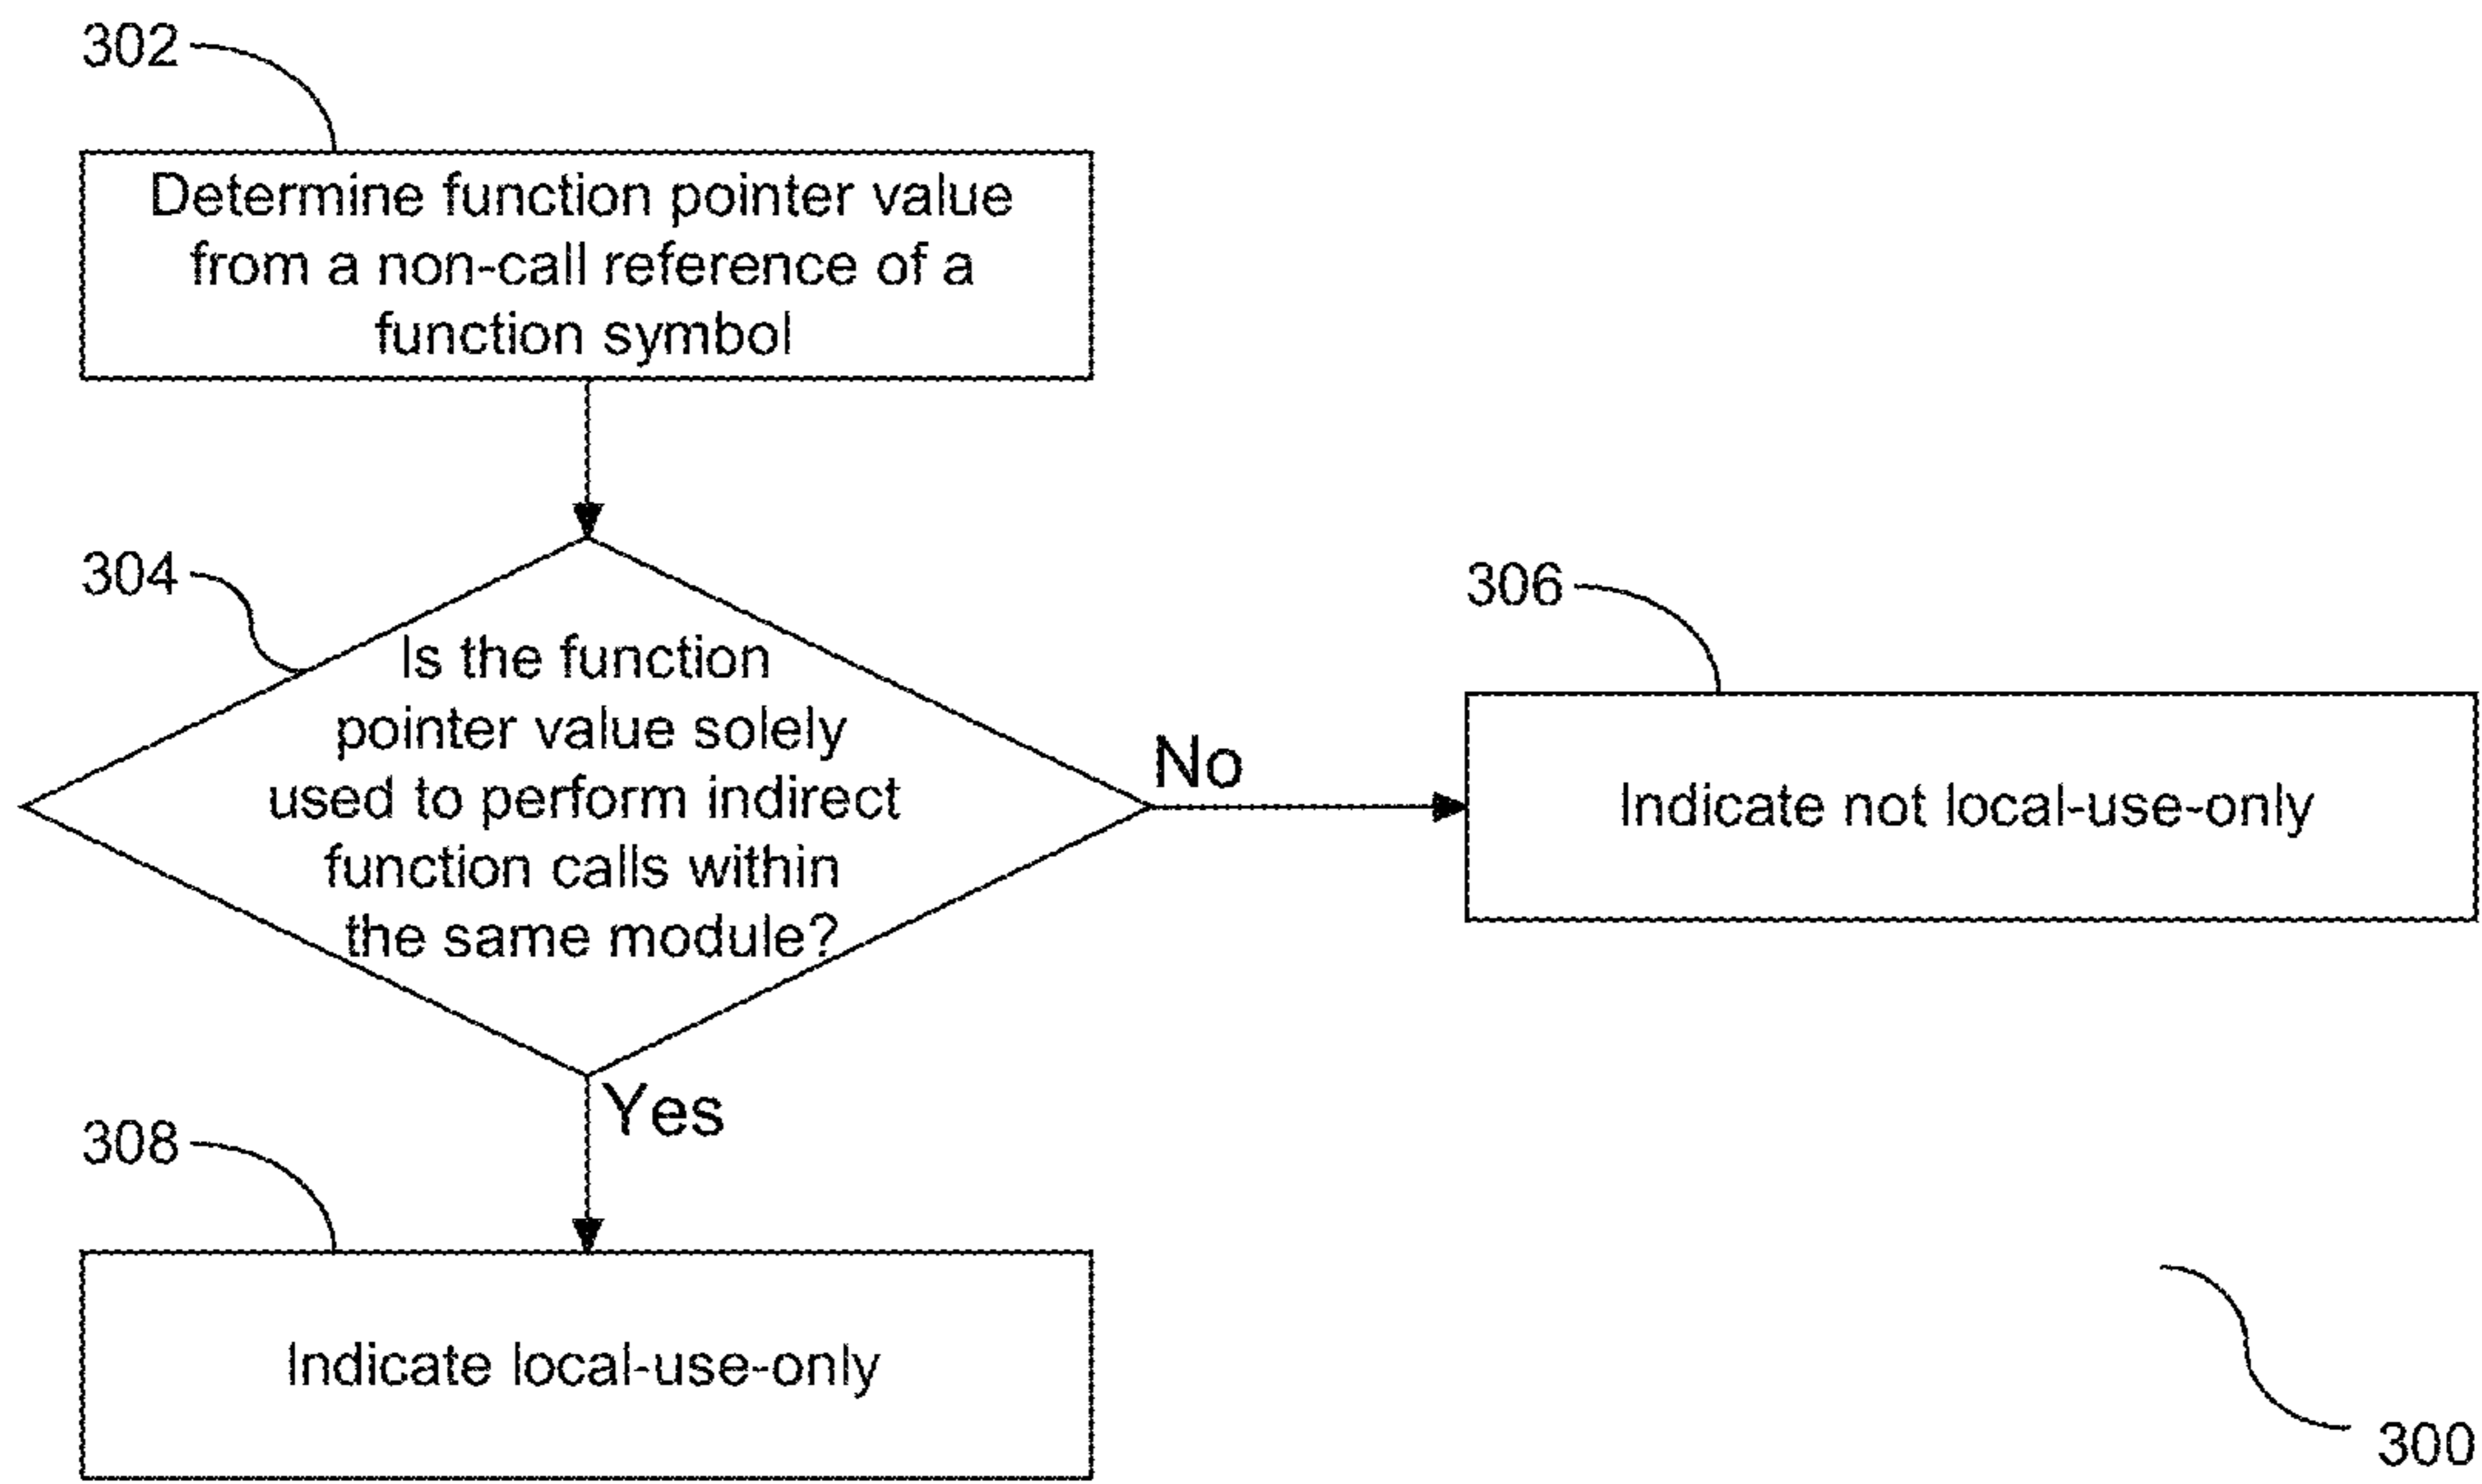 302
Determine function pointer value
from a non-call reference of a
function symbol
304
Is the function
pointer value solely
used to perform indirect
function calls within
the same module?
No
306
Indicate not local-use-only
Yes
308
Indicate local-use-only
300